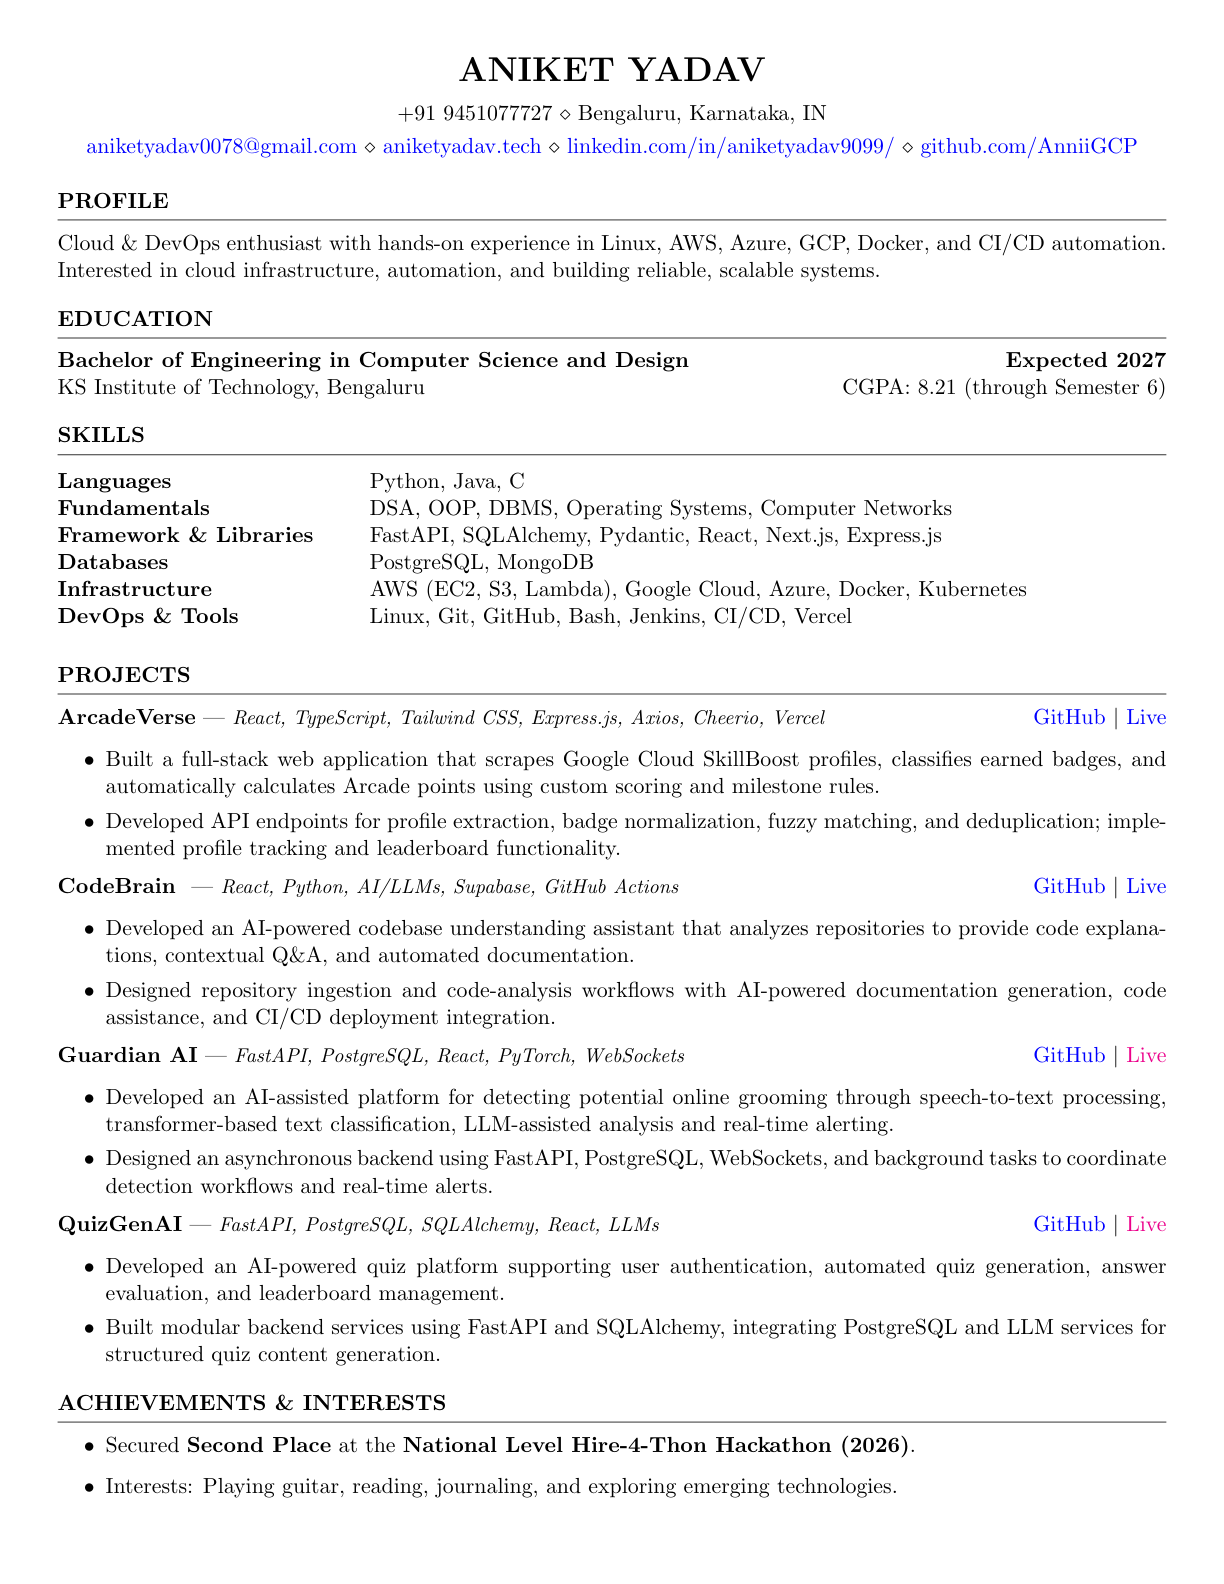 ANIKET YADAV
+91 9451077727 ⋄ Bengaluru, Karnataka, IN
aniketyadav0078@gmail.com ⋄ aniketyadav.tech ⋄ linkedin.com/in/aniketyadav9099/ ⋄ github.com/AnniiGCP
PROFILE
Cloud & DevOps enthusiast with hands-on experience in Linux, AWS, Azure, GCP, Docker, and CI/CD automation.
Interested in cloud infrastructure, automation, and building reliable, scalable systems.
EDUCATION
Bachelor of Engineering in Computer Science and Design Expected 2027
KS Institute of Technology, Bengaluru CGPA: 8.21 (through Semester 6)
SKILLS
Languages Python, Java, C
Fundamentals DSA, OOP, DBMS, Operating Systems, Computer Networks
Framework & Libraries FastAPI, SQLAlchemy, Pydantic, React, Next.js, Express.js
Databases PostgreSQL, MongoDB
Infrastructure AWS (EC2, S3, Lambda), Google Cloud, Azure, Docker, Kubernetes
DevOps & Tools Linux, Git, GitHub, Bash, Jenkins, CI/CD, Vercel
PROJECTS
ArcadeVerse — React, TypeScript, Tailwind CSS, Express.js, Axios, Cheerio, Vercel GitHub | Live
• Built a full-stack web application that scrapes Google Cloud SkillBoost profiles, classifies earned badges, and
automatically calculates Arcade points using custom scoring and milestone rules.
• Developed API endpoints for profile extraction, badge normalization, fuzzy matching, and deduplication; imple-
mented profile tracking and leaderboard functionality.
CodeBrain — React, Python, AI/LLMs, Supabase, GitHub Actions GitHub | Live
• Developed an AI-powered codebase understanding assistant that analyzes repositories to provide code explana-
tions, contextual Q&A, and automated documentation.
• Designed repository ingestion and code-analysis workflows with AI-powered documentation generation, code
assistance, and CI/CD deployment integration.
Guardian AI — FastAPI, PostgreSQL, React, PyTorch, WebSockets GitHub | Live
• Developed an AI-assisted platform for detecting potential online grooming through speech-to-text processing,
transformer-based text classification, LLM-assisted analysis and real-time alerting.
• Designed an asynchronous backend using FastAPI, PostgreSQL, WebSockets, and background tasks to coordinate
detection workflows and real-time alerts.
QuizGenAI — FastAPI, PostgreSQL, SQLAlchemy, React, LLMs GitHub | Live
• Developed an AI-powered quiz platform supporting user authentication, automated quiz generation, answer
evaluation, and leaderboard management.
• Built modular backend services using FastAPI and SQLAlchemy, integrating PostgreSQL and LLM services for
structured quiz content generation.
ACHIEVEMENTS & INTERESTS
• Secured Second Place at the National Level Hire-4-Thon Hackathon (2026).
• Interests: Playing guitar, reading, journaling, and exploring emerging technologies.